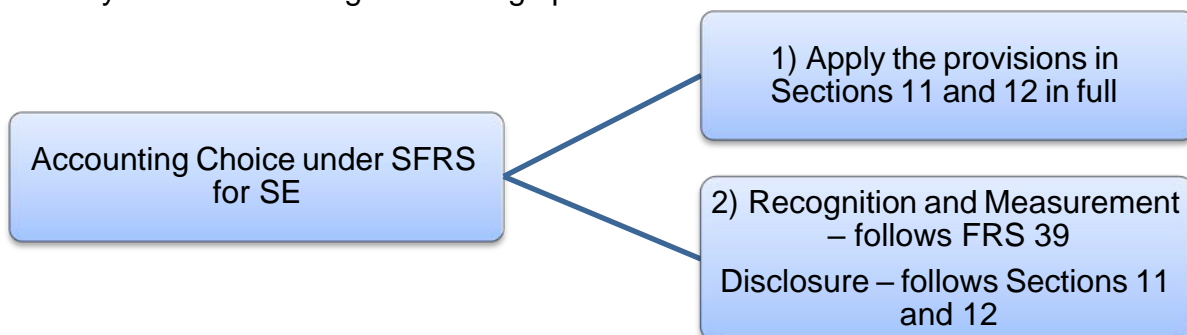 1) Apply the provisions in
Sections 11 and 12 in full
Accounting Choice under SFRS
for SE
2) Recognition and Measurement
– follows FRS 39
Disclosure – follows Sections 11
and 12